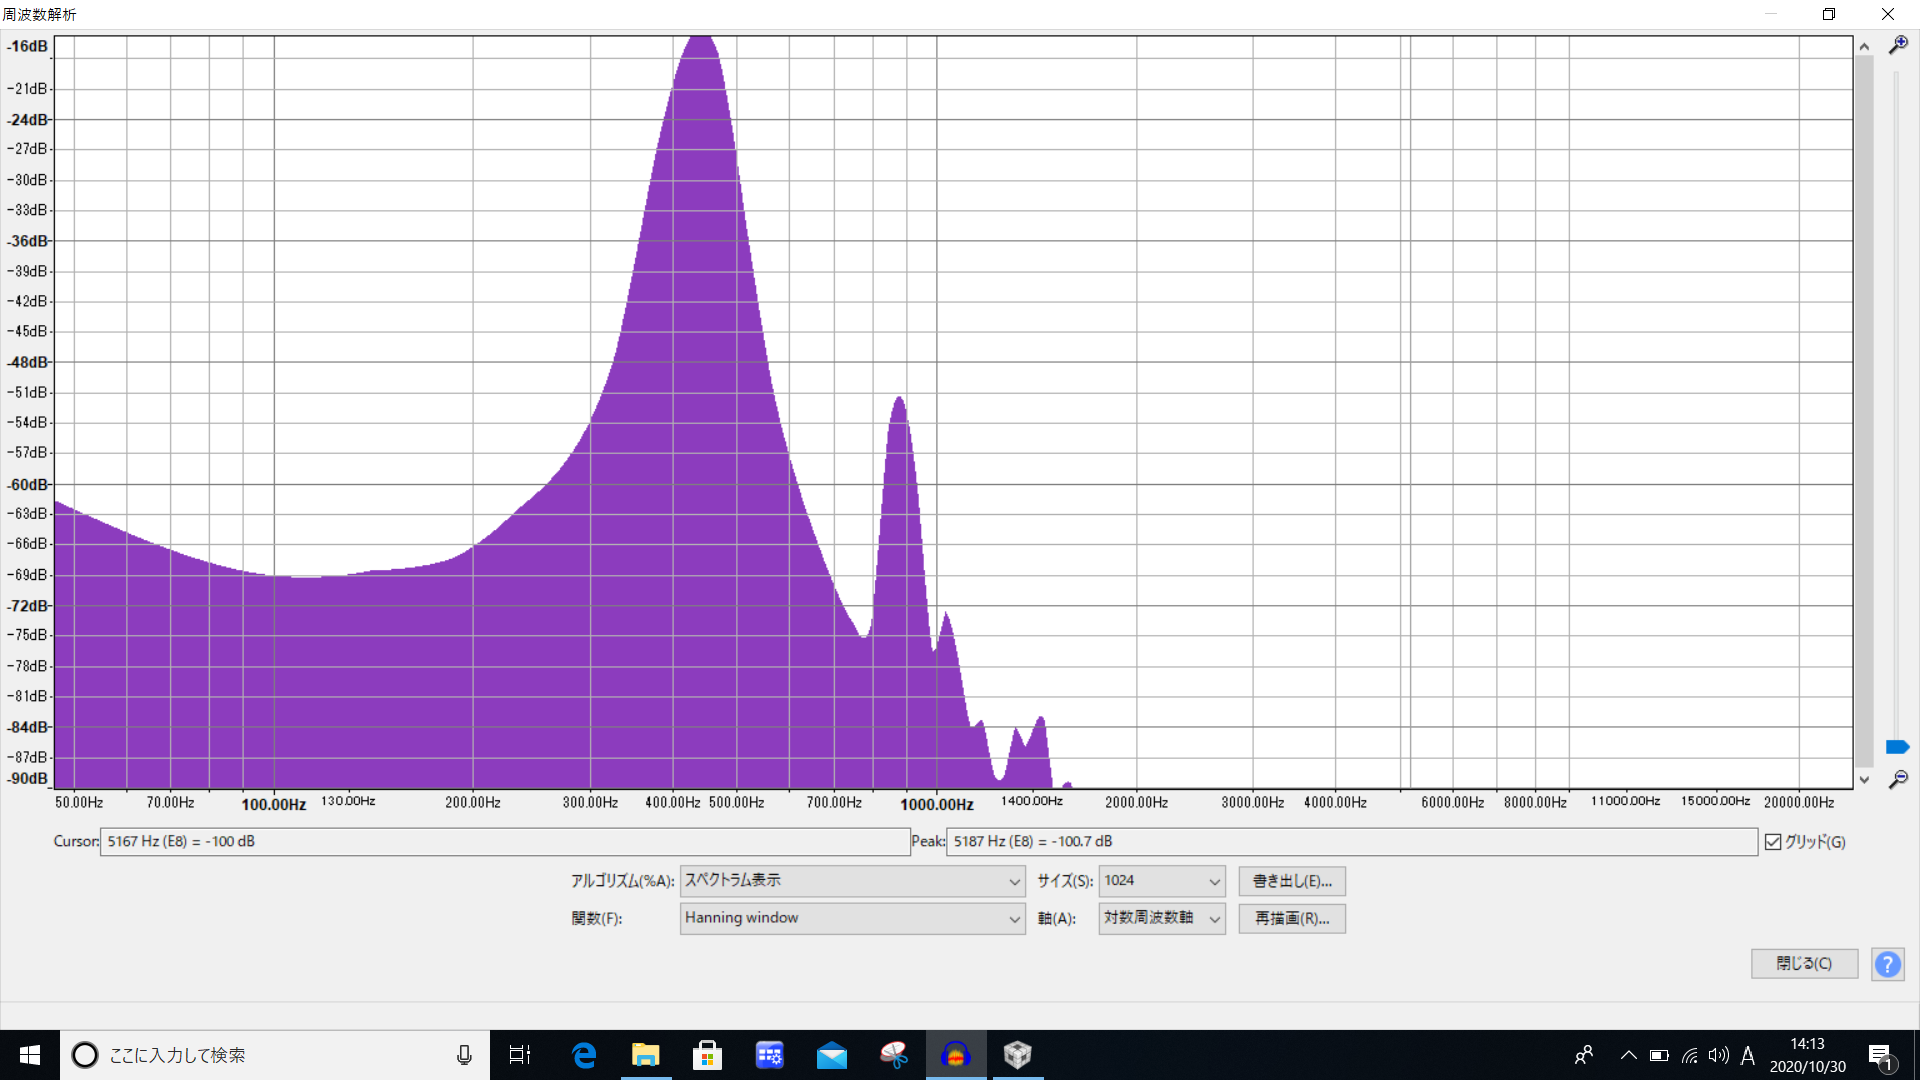 周波数解析
-16dB
-21dB
-24dB
-27dB
-30dB
-33dB
-36dB
-39dB
-42dB
-45dB
-48dB
-51dB
-54dB
-57dB
-60dB
-63dB
-66dB
-69dB
-72dB
-75dB
-78dB
-81dB
-84dB
-87dB
-90dB
50.00Hz 70.00Hz 100.00Hz 130.00Hz 200.00Hz 300.00Hz 400.00Hz 500.00Hz 700.00Hz 1000.00Hz 1400.00Hz 2000.00Hz 3000.00Hz 4000.00Hz 6000.00Hz 8000.00Hz 11000.00Hz 15000.00Hz 20000.00Hz
Cursor: 5167 Hz (E8) = -100 dB Peak: 5187 Hz (E8) = -100.7 dB グリッド(G)
アルゴリズム(%A): スペクトラム表示 サイズ(S): 1024 書き出し(E)...
関数(F): Hanning window 軸(A): 対数周波数軸 再描画(R)...
閉じる(C) ?
ここに入力して検索
A 14:13
2020/10/30
1